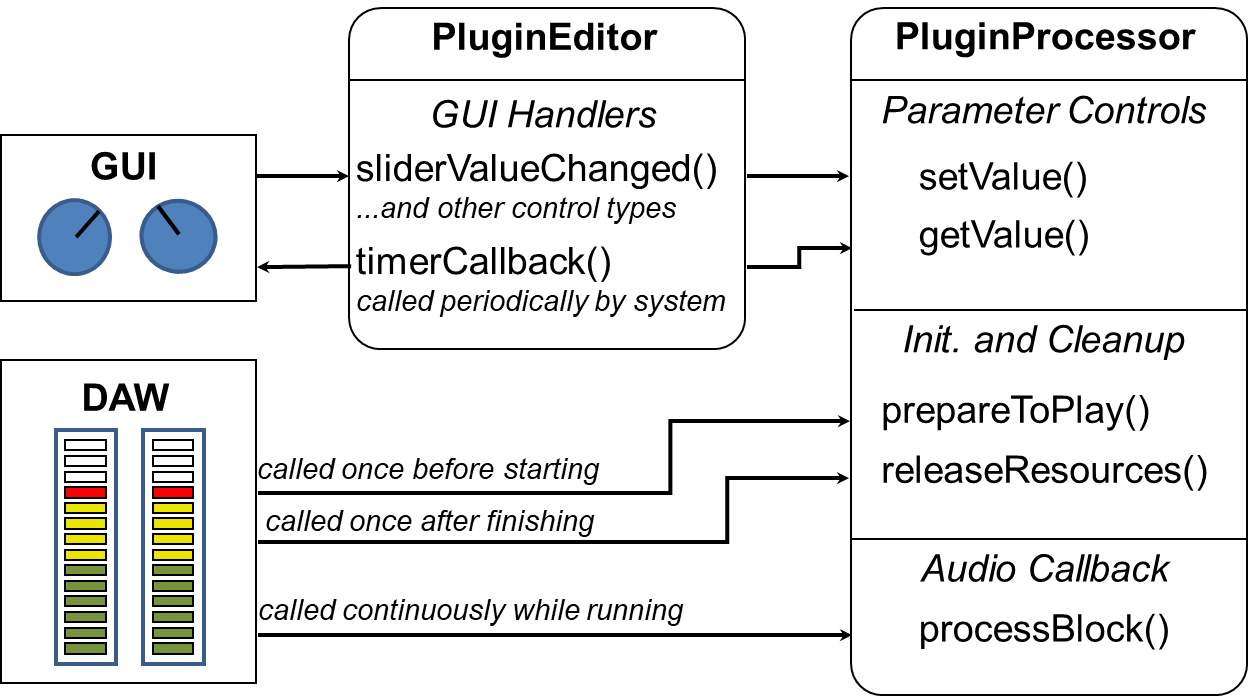 PluginEditor
GUI Handlers
sliderValueChanged()
...and other control types
timerCallback()
called periodically by system
PluginProcessor
Parameter Controls
setValue()
getValue()
Init. and Cleanup
prepareToPlay()
releaseResources()
Audio Callback
processBlock()
GUI
DAW
called once before starting
called once after finishing
called continuously while running